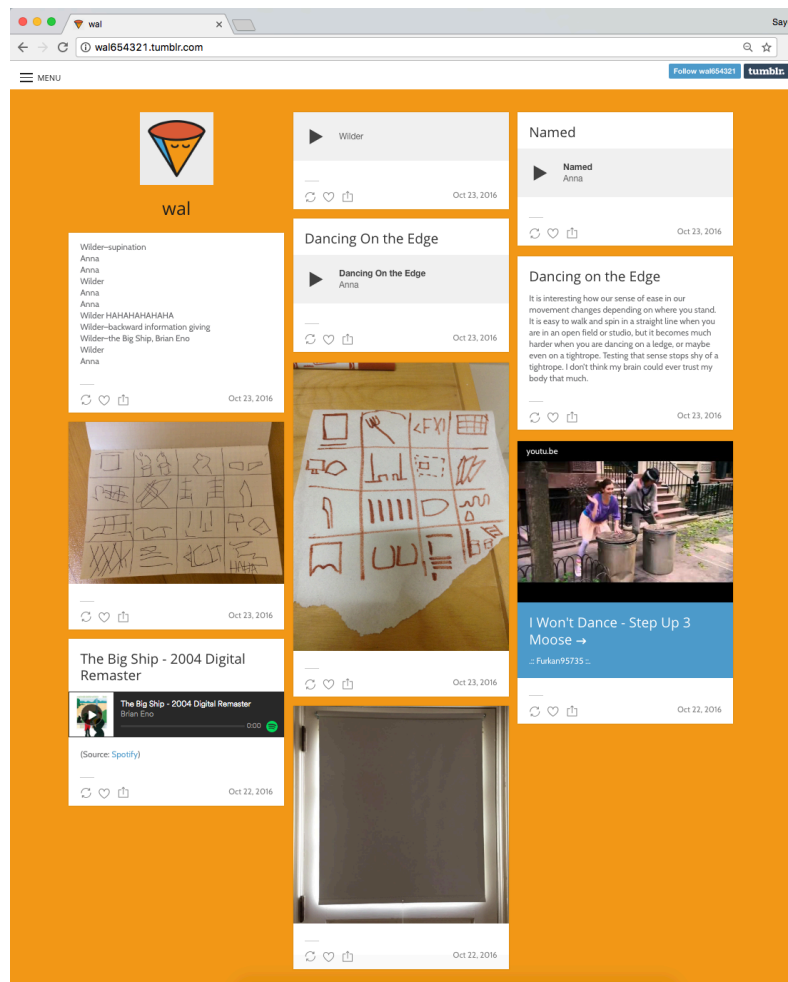 wal
Say
wal654321.tumblr.com
MENU
Follow wal654321
tumblr.
wal
Wilder–supination
Anna
Anna
Wilder
Anna
Anna
Wilder HAHAHAHAHAHA
Wilder–backward information giving
Wilder–the Big Ship, Brian Eno
Wilder
Anna
Oct 23, 2016
HAHA
Oct 23, 2016
The Big Ship - 2004 Digital
Remaster
The Big Ship - 2004 Digital Remaster
Brian Eno
0:00
(Source: Spotify)
Oct 22, 2016
Wilder
Oct 23, 2016
Dancing On the Edge
Dancing On the Edge
Anna
Oct 23, 2016
Oct 23, 2016
Oct 22, 2016
Named
Named
Anna
Oct 23, 2016
Dancing on the Edge
It is interesting how our sense of ease in our
movement changes depending on where you stand.
It is easy to walk and spin in a straight line when you
are in an open field or studio, but it becomes much
harder when you are dancing on a ledge, or maybe
even on a tightrope. Testing that sense stops shy of a
tightrope. I don't think my brain could ever trust my
body that much.
Oct 23, 2016
youtu.be
I Won't Dance - Step Up 3
Moose →
.:: Furkan95735 ::.
Oct 22, 2016